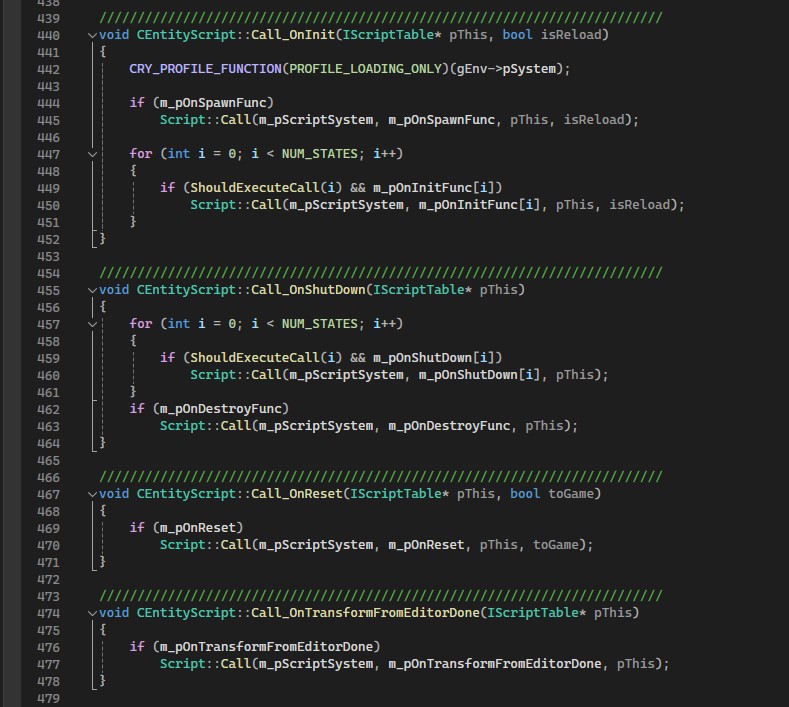 438
439 //////////////////////////////////////////////////////////////////////////
440 void CEntityScript::Call_OnInit(IScriptTable* pThis, bool isReload)
441 {
442 CRY_PROFILE_FUNCTION(PROFILE_LOADING_ONLY)(gEnv->pSystem);
443
444 if (m_pOnSpawnFunc)
445 Script::Call(m_pScriptSystem, m_pOnSpawnFunc, pThis, isReload);
446
447 for (int i = 0; i < NUM_STATES; i++)
448 {
449 if (ShouldExecuteCall(i) && m_pOnInitFunc[i])
450 Script::Call(m_pScriptSystem, m_pOnInitFunc[i], pThis, isReload);
451 }
452 }
453
454 //////////////////////////////////////////////////////////////////////////
455 void CEntityScript::Call_OnShutDown(IScriptTable* pThis)
456 {
457 for (int i = 0; i < NUM_STATES; i++)
458 {
459 if (ShouldExecuteCall(i) && m_pOnShutDown[i])
460 Script::Call(m_pScriptSystem, m_pOnShutDown[i], pThis);
461 }
462 if (m_pOnDestroyFunc)
463 Script::Call(m_pScriptSystem, m_pOnDestroyFunc, pThis);
464 }
465
466 //////////////////////////////////////////////////////////////////////////
467 void CEntityScript::Call_OnReset(IScriptTable* pThis, bool toGame)
468 {
469 if (m_pOnReset)
470 Script::Call(m_pScriptSystem, m_pOnReset, pThis, toGame);
471 }
472
473 //////////////////////////////////////////////////////////////////////////
474 void CEntityScript::Call_OnTransformFromEditorDone(IScriptTable* pThis)
475 {
476 if (m_pOnTransformFromEditorDone)
477 Script::Call(m_pScriptSystem, m_pOnTransformFromEditorDone, pThis);
478 }
479